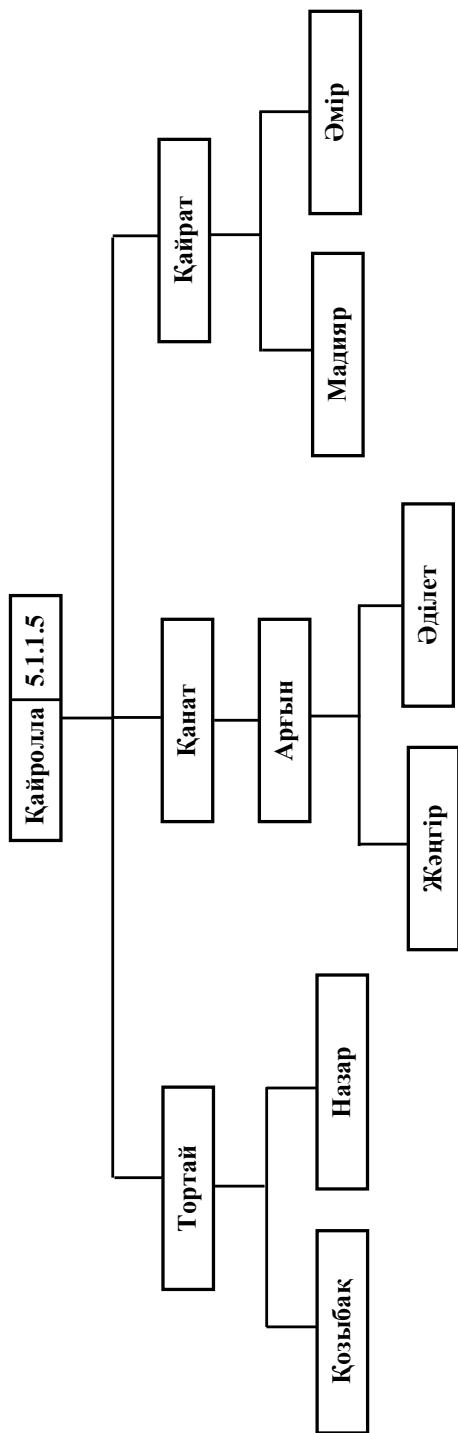 Қайролла 5.1.1.5
Тортай
Қанат
Қайрат
Қозыбақ
Назар
Арғын
Мадияр
Әмір
Жәңгір
Әділет